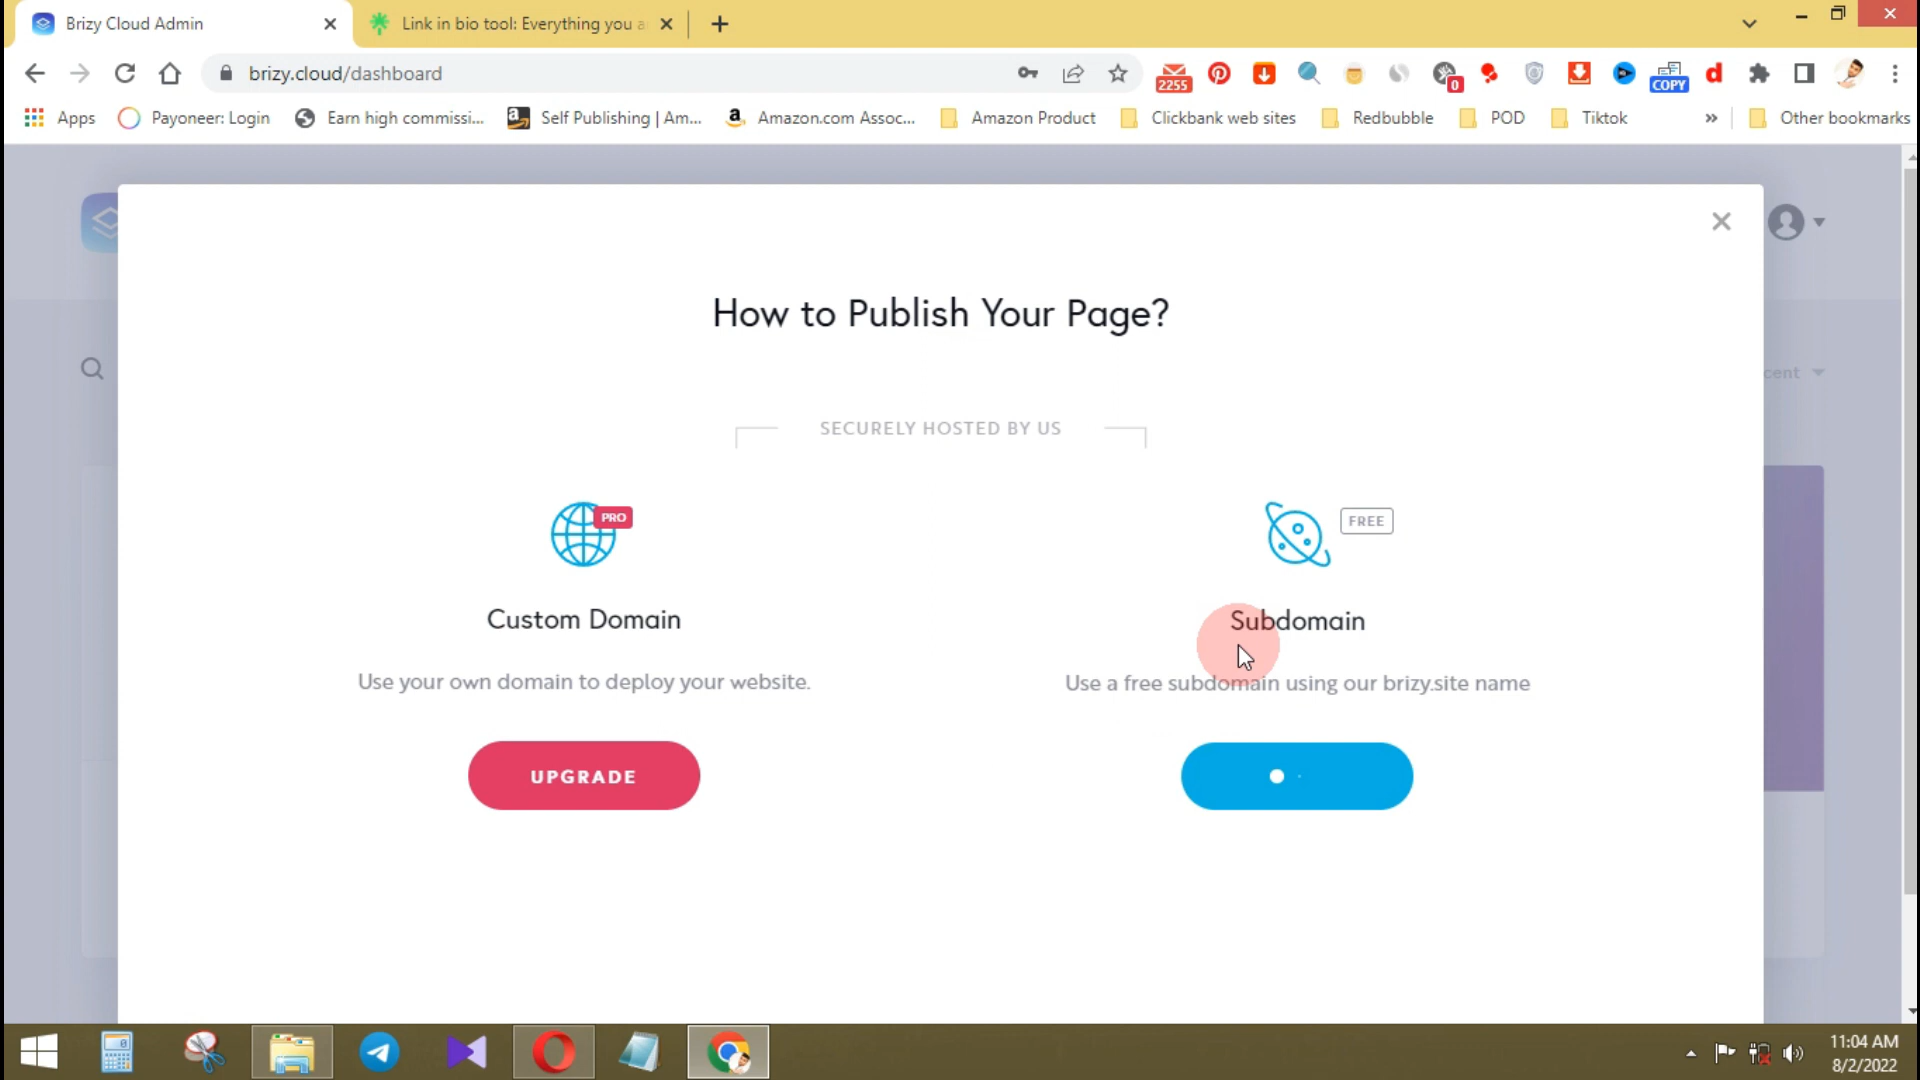 Brizy Cloud Admin
Link in bio tool: Everything you a
brizy.cloud/dashboard
2255
0
COPY
d
Apps
Payoneer: Login
Earn high commissi...
Self Publishing | Am...
Amazon.com Assoc...
Amazon Product
Clickbank web sites
Redbubble
POD
Tiktok
»
Other bookmarks
How to Publish Your Page?
cent
SECURELY HOSTED BY US
PRO
FREE
Custom Domain
Subdomain
Use your own domain to deploy your website.
Use a free subdomain using our brizy.site name
UPGRADE
11:04 AM
8/2/2022